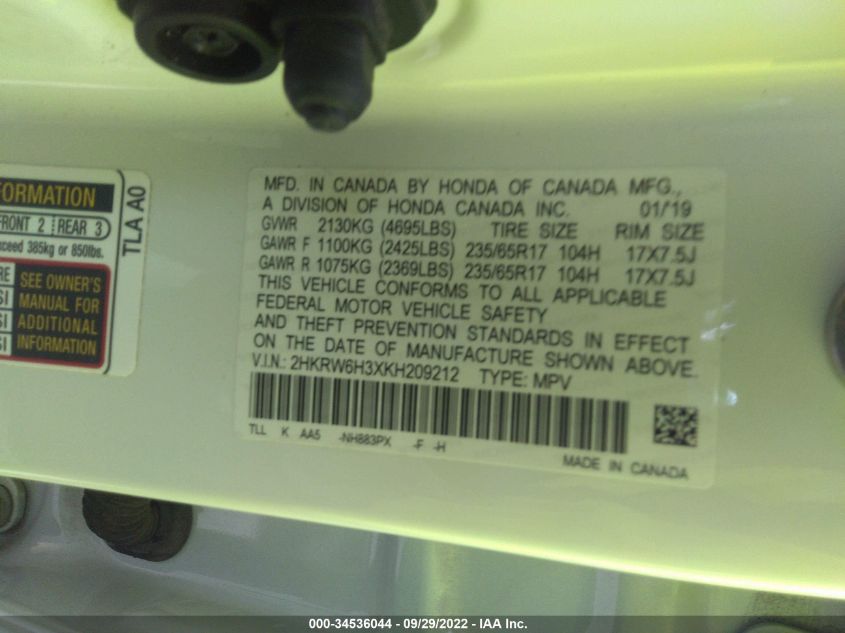 FORMATION
FRONT 2 REAR 3
exceed 385kg or 850lbs.
SEE OWNER'S
MANUAL FOR
ADDITIONAL
INFORMATION
TLA A0
MFD. IN CANADA BY HONDA OF CANADA MFG.,
A DIVISION OF HONDA CANADA INC. 01/19
GVWR 2130KG (4695LBS) TIRE SIZE RIM SIZE
GAWR F 1100KG (2425LBS) 235/65R17 104H 17X7.5J
GAWR R 1075KG (2369LBS) 235/65R17 104H 17X7.5J
THIS VEHICLE CONFORMS TO ALL APPLICABLE
FEDERAL MOTOR VEHICLE SAFETY
AND THEFT PREVENTION STANDARDS IN EFFECT
ON THE DATE OF MANUFACTURE SHOWN ABOVE.
V.I.N.: 2HKRW6H3XKH209212 TYPE: MPV
TLL K AA5 -NH883PX -F -H
MADE IN CANADA
000-34536044 - 09/29/2022 - IAA Inc.